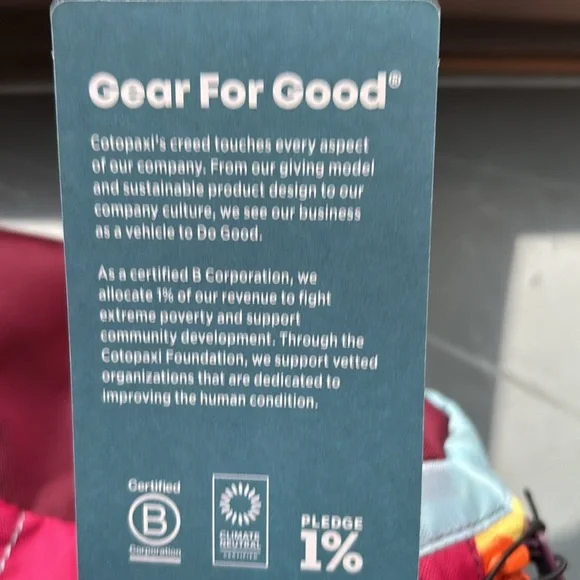 Gear For Good®
Cotopaxi's creed touches every aspect
of our company. From our giving model
and sustainable product design to our
company culture, we see our business
as a vehicle to Do Good.
As a certified B Corporation, we
allocate 1% of our revenue to fight
extreme poverty and support
community development. Through the
Cotopaxi Foundation, we support vetted
organizations that are dedicated to
improving the human condition.
Certified
B
Corporation
CLIMATE
NEUTRAL
CERTIFIED
PLEDGE
1%